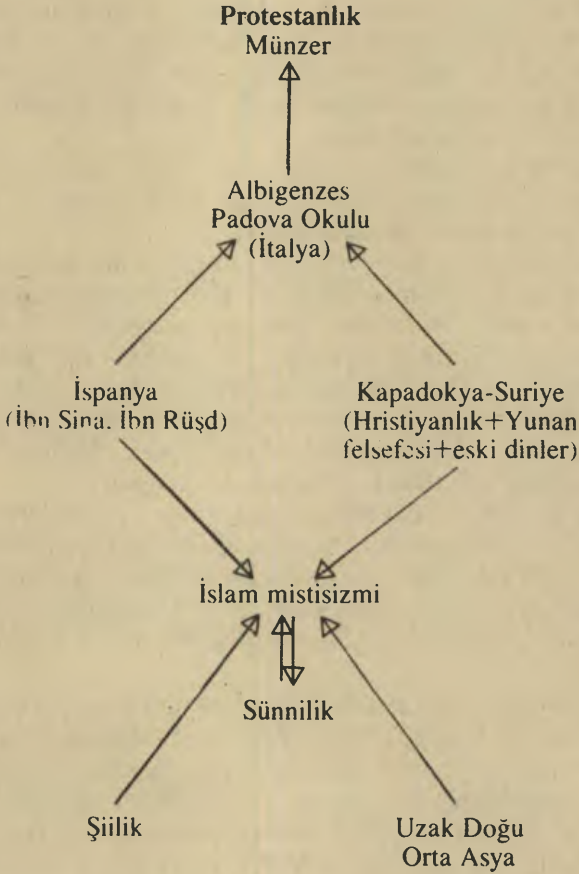 Protestanlık
Münzer
Albigenzes
Padova Okulu
(İtalya)
İspanya
(İbn Sina. İbn Rüşd)
Kapadokya-Suriye
(Hristiyanlık+Yunan
felsefesi+eski dinler)
İslam mistisizmi
Sünnilik
Şiilik
Uzak Doğu
Orta Asya